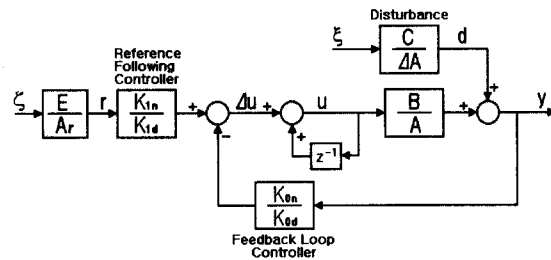 Disturbance
ξ C/ΔA d
Reference
Following
Controller
ξ E/Ar r K1n/K1d + − Δu + + u B/A + + y
z⁻¹
K0n/K0d
Feedback Loop
Controller